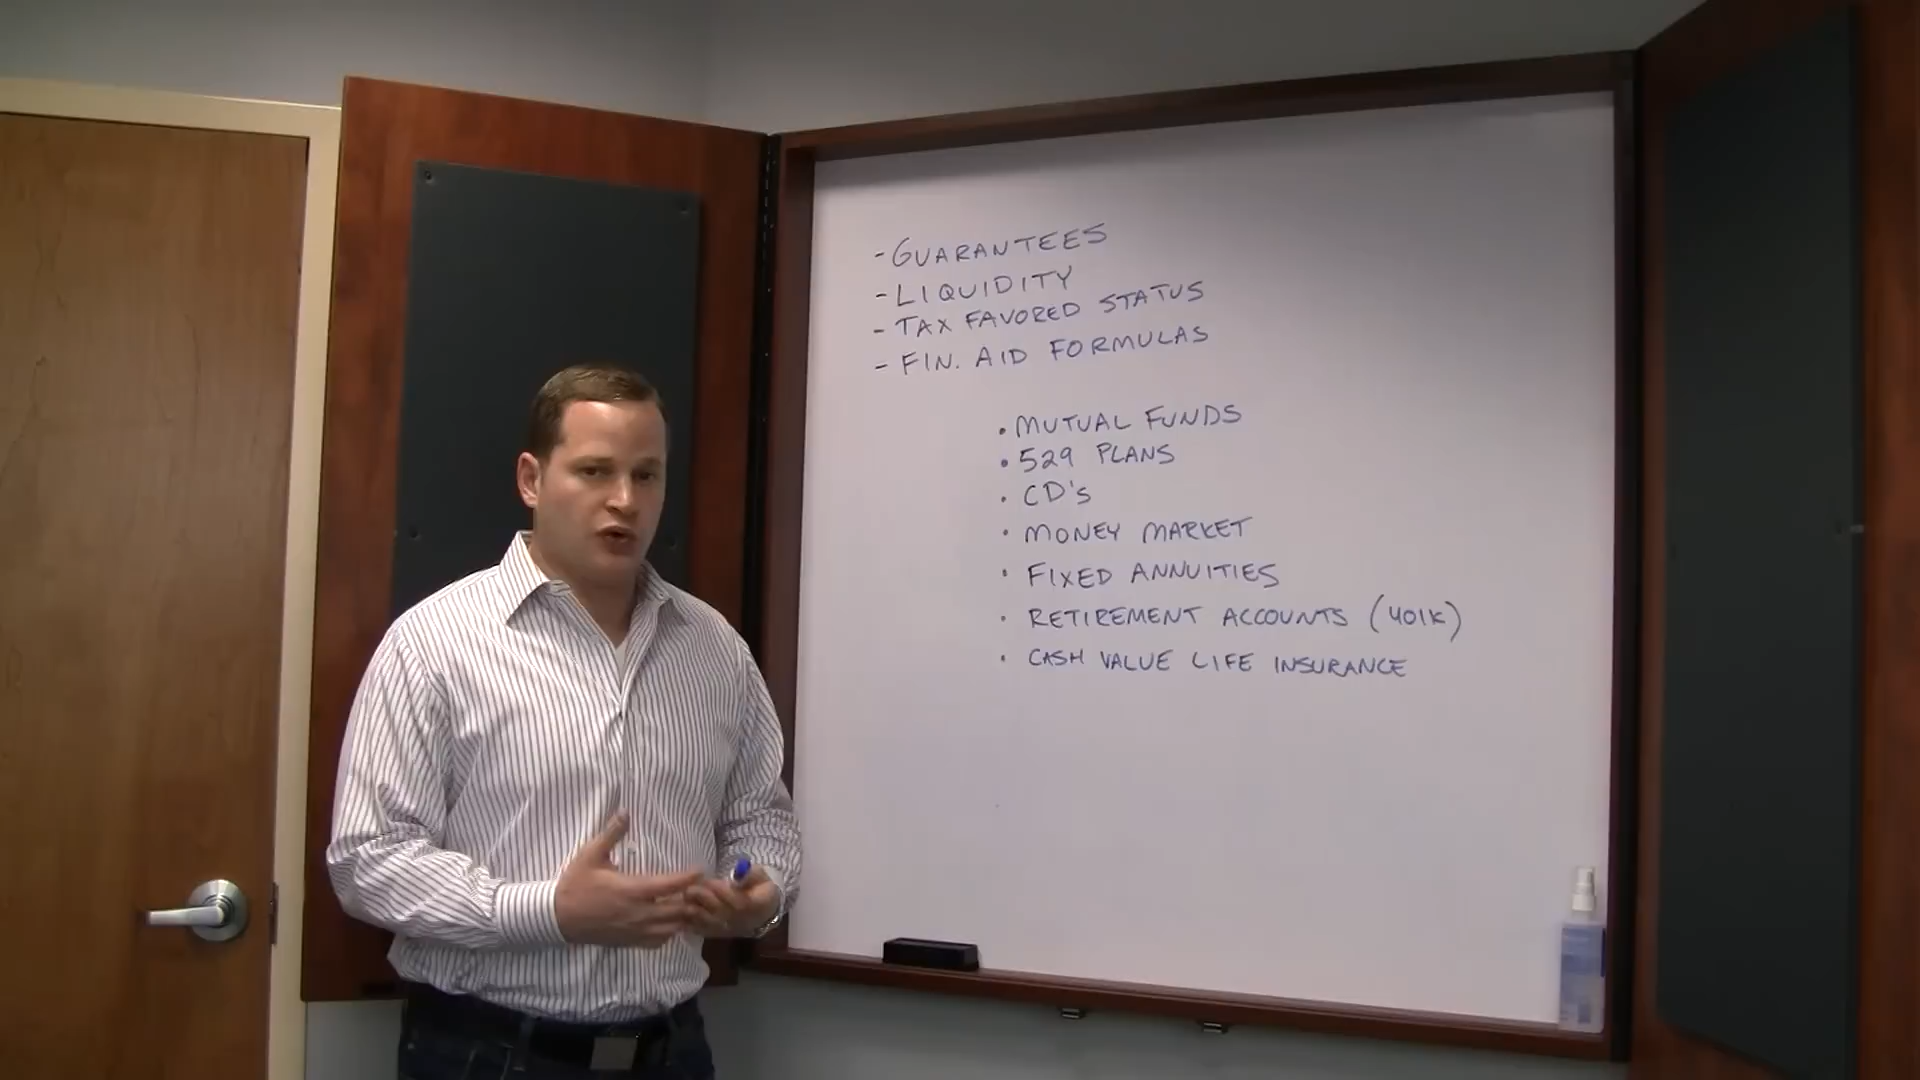 - GUARANTEES
- LIQUIDITY
- TAX FAVORED STATUS
- FIN. AID FORMULAS
• MUTUAL FUNDS
• 529 PLANS
• CD's
• MONEY MARKET
• FIXED ANNUITIES
• RETIREMENT ACCOUNTS (401K)
• CASH VALUE LIFE INSURANCE